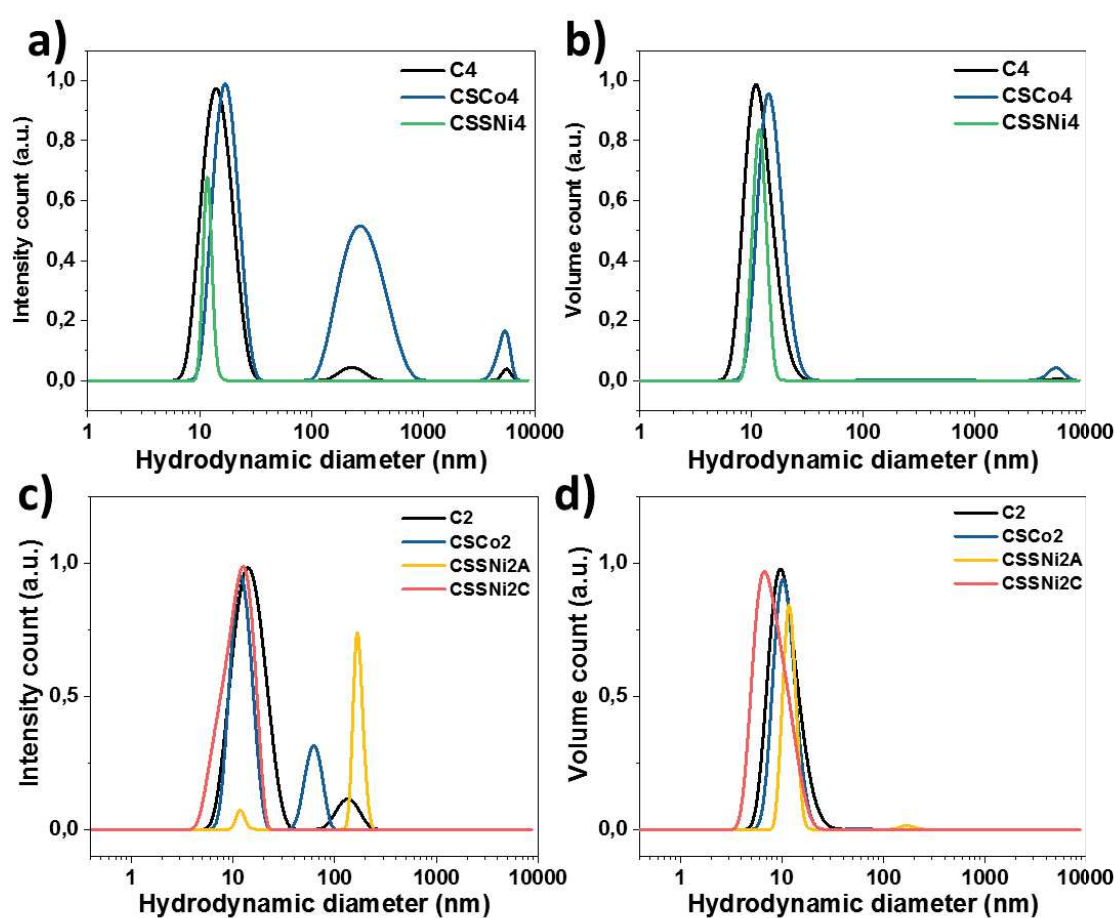 a)
C4
CSCo4
CSSNi4
Intensity count (a.u.)
1,0
0,8
0,6
0,4
0,2
0,0
1 10 100 1000 10000
Hydrodynamic diameter (nm)
b)
C4
CSCo4
CSSNi4
Volume count (a.u.)
1,0
0,8
0,6
0,4
0,2
0,0
1 10 100 1000 10000
Hydrodynamic diameter (nm)
c)
C2
CSCo2
CSSNi2A
CSSNi2C
Intensity count (a.u.)
1,0
0,5
0,0
1 10 100 1000 10000
Hydrodynamic diameter (nm)
d)
C2
CSCo2
CSSNi2A
CSSNi2C
Volume count (a.u.)
1,0
0,5
0,0
1 10 100 1000 10000
Hydrodynamic diameter (nm)